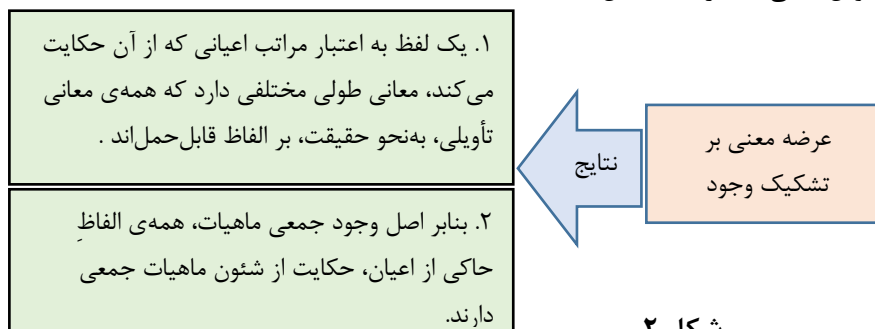 عرضه معنی بر
تشکیک وجود
نتایج
۱. یک لفظ به اعتبار مراتب اعیانی که از آن حکایت
می‌کند، معانی طولی مختلفی دارد که همه‌ی معانی
تأویلی، به‌نحو حقیقت، بر الفاظ قابل‌حمل‌اند .
۲. بنابر اصل وجود جمعی ماهیات، همه‌ی الفاظِ
حاکی از اعیان، حکایت از شئون ماهیات جمعی
دارند.